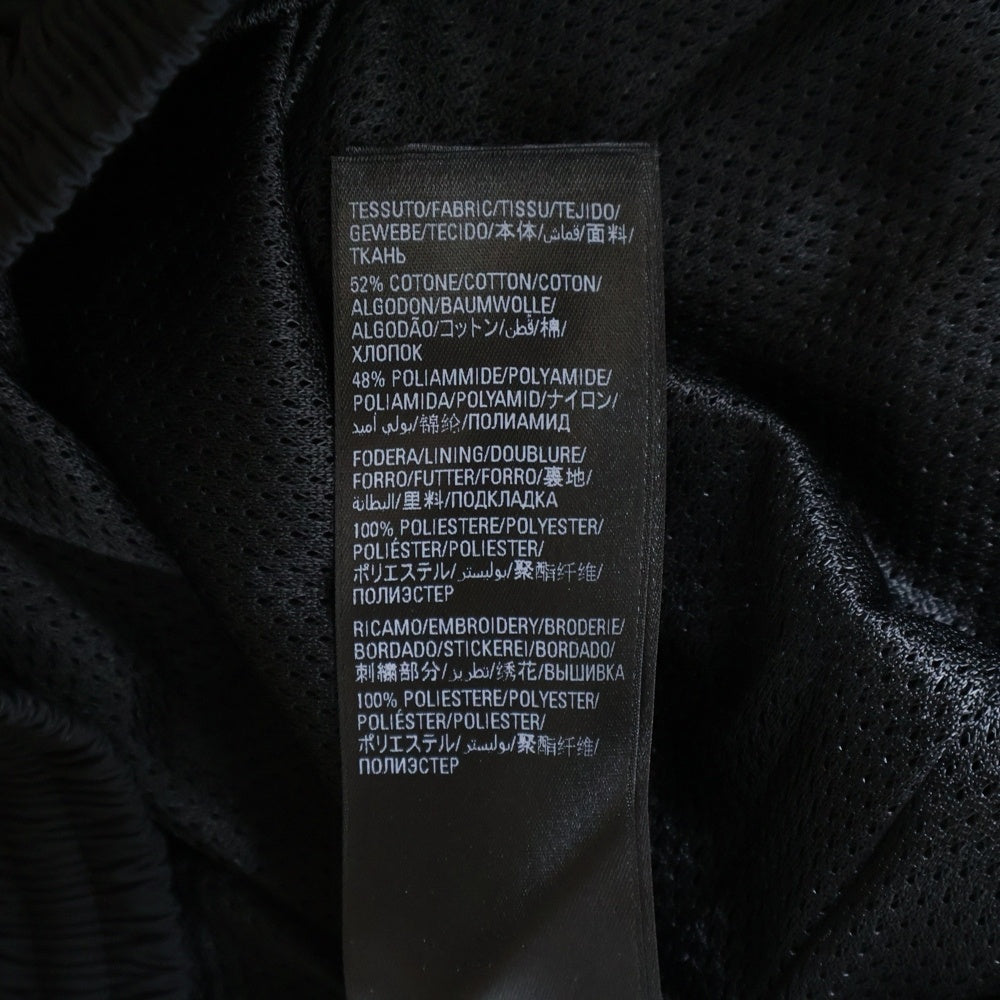 TESSUTO/FABRIC/TISSU/TEJIDO/
GEWEBE/TECIDO/本体/قماش/面料/
ТКАНЬ
52% COTONE/COTTON/COTON/
ALGODON/BAUMWOLLE/
ALGODÃO/コットン/قطن/棉/
ХЛОПОК
48% POLIAMMIDE/POLYAMIDE/
POLIAMIDA/POLYAMID/ナイロン/
بولي أميد/锦纶/ПОЛИАМИД
FODERA/LINING/DOUBLURE/
FORRO/FUTTER/FORRO/裏地/
البطانة/里料/ПОДКЛАДКА
100% POLIESTERE/POLYESTER/
POLIÉSTER/POLIESTER/
ポリエステル/بوليستر/聚酯纤维/
ПОЛИЭСТЕР
RICAMO/EMBROIDERY/BRODERIE/
BORDADO/STICKEREI/BORDADO/
刺繍部分/تطريز/绣花/ВЫШИВКА
100% POLIESTERE/POLYESTER/
POLIÉSTER/POLIESTER/
ポリエステル/بوليستر/聚酯纤维/
ПОЛИЭСТЕР